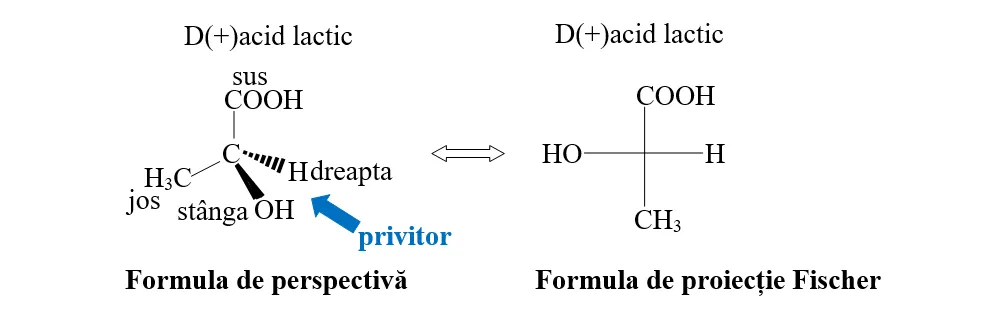 D(+)acid lactic
sus
COOH
C
H dreapta
H₃C
jos
stânga OH
privitor
Formula de perspectivă
D(+)acid lactic
COOH
HO H
CH₃
Formula de proiecție Fischer